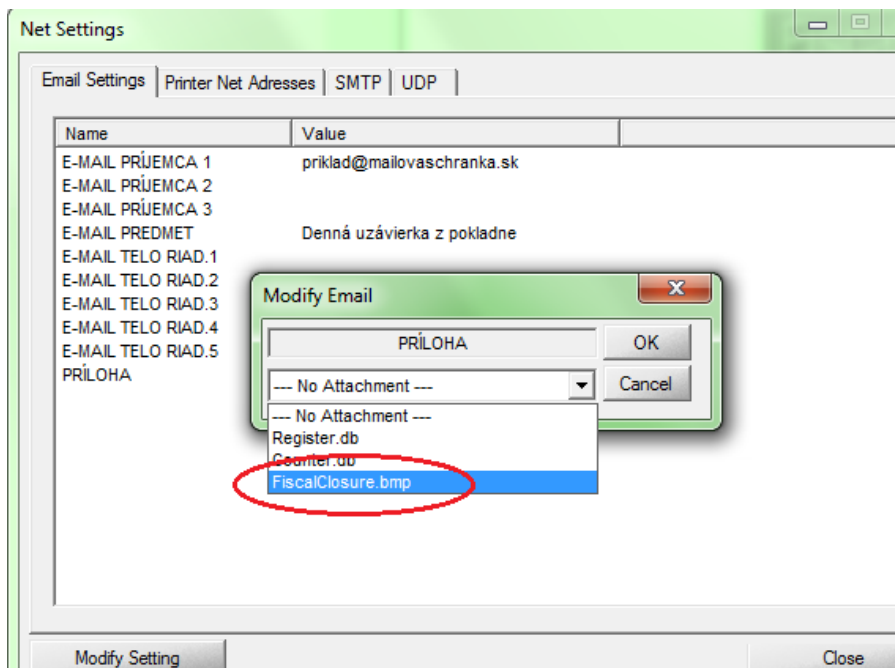 Net Settings
Email Settings Printer Net Adresses SMTP UDP
Name Value
E-MAIL PRÍJEMCA 1 priklad@mailovaschranka.sk
E-MAIL PRÍJEMCA 2
E-MAIL PRÍJEMCA 3
E-MAIL PREDMET Denná uzávierka z pokladne
E-MAIL TELO RIAD.1
E-MAIL TELO RIAD.2
E-MAIL TELO RIAD.3
E-MAIL TELO RIAD.4
E-MAIL TELO RIAD.5
PRÍLOHA
Modify Email
PRÍLOHA OK
--- No Attachment --- Cancel
--- No Attachment ---
Register.db
Counter.db
FiscalClosure.bmp
Modify Setting Close